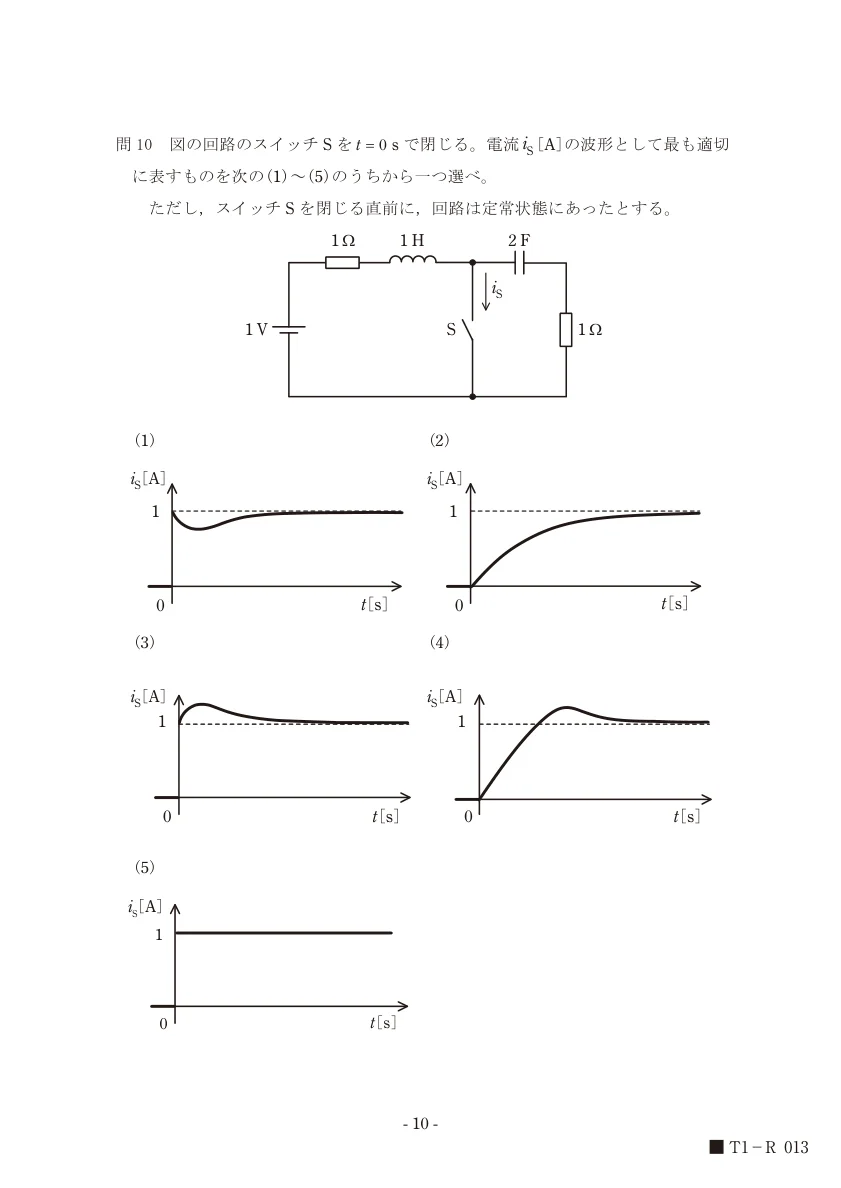 問 10　図の回路のスイッチ S を t = 0 s で閉じる。電流 iS [A]の波形として最も適切
に表すものを次の(1)～(5)のうちから一つ選べ。
ただし，スイッチ S を閉じる直前に，回路は定常状態にあったとする。
1 Ω　1 H　2 F
iS
1 V　S　1 Ω
(1)　(2)
iS[A]　iS[A]
1　1
0　t[s]　0　t[s]
(3)　(4)
iS[A]　iS[A]
1　1
0　t[s]　0　t[s]
(5)
iS[A]
1
0　t[s]
- 10 -
■ T1－R 013